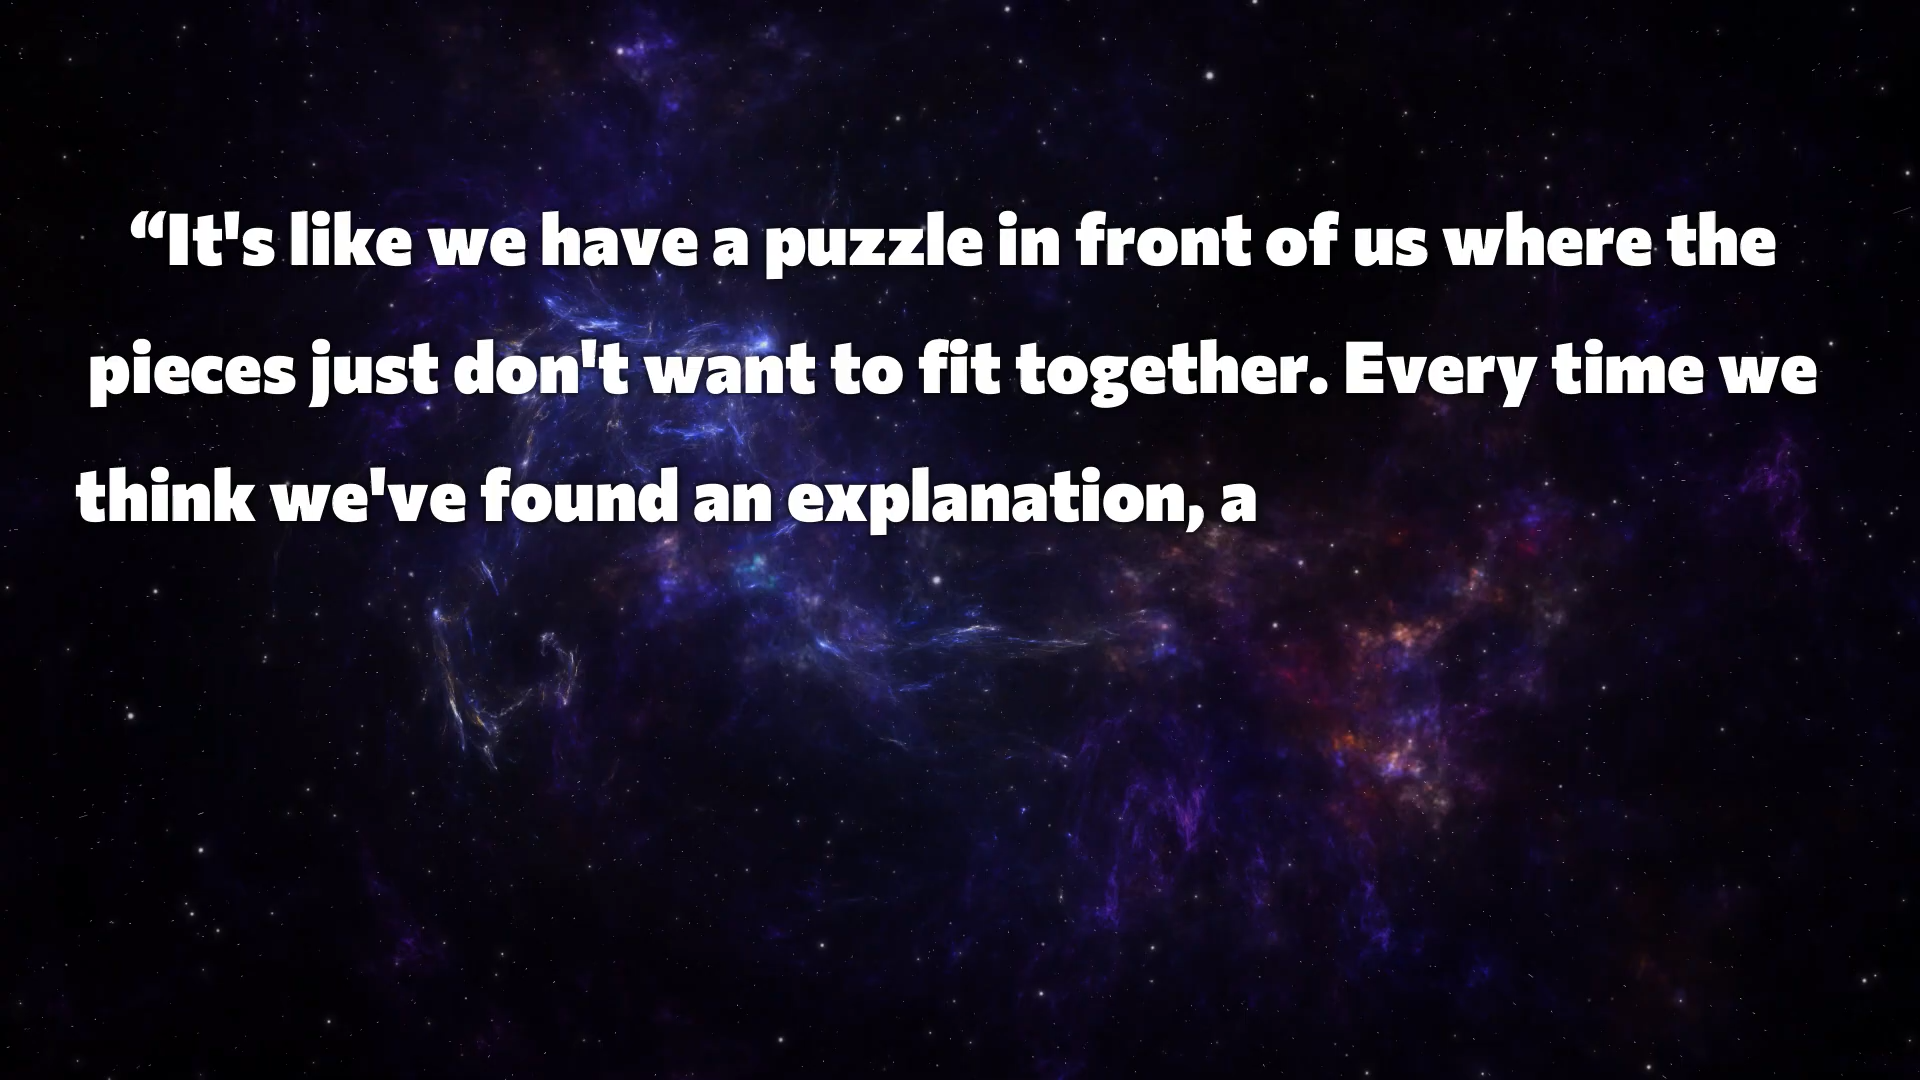 “It's like we have a puzzle in front of us where the
pieces just don't want to fit together. Every time we
think we've found an explanation, a